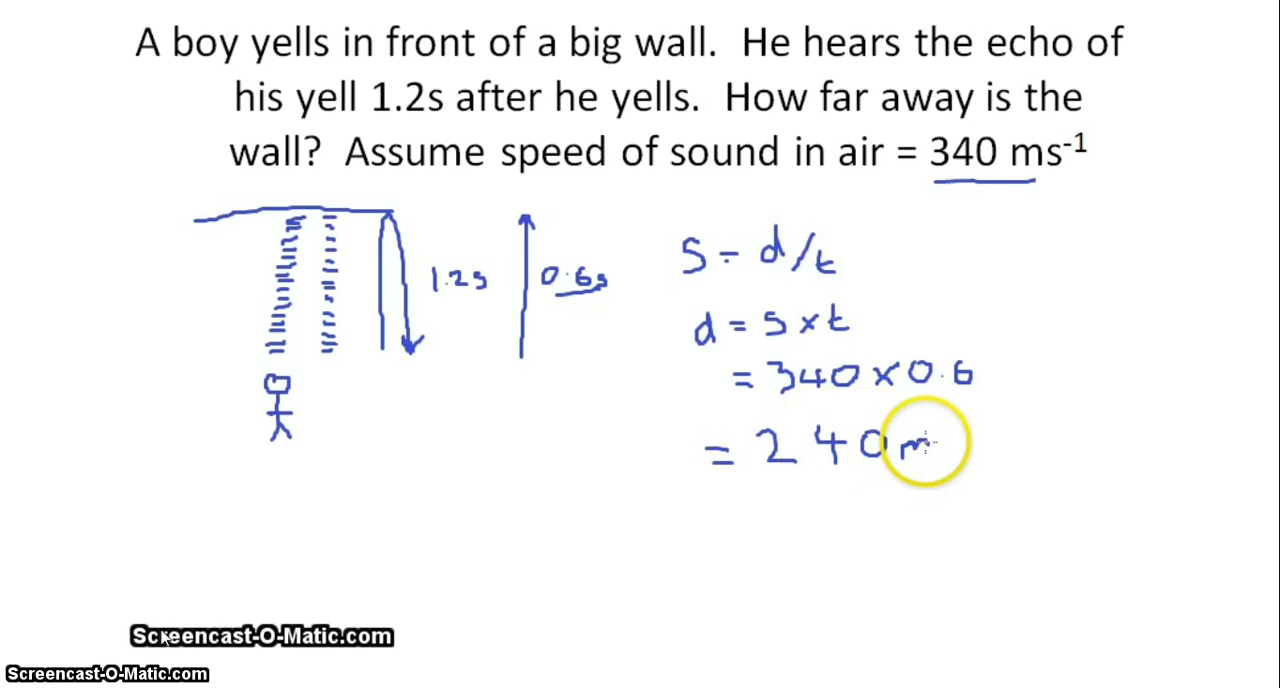 A boy yells in front of a big wall. He hears the echo of
his yell 1.2s after he yells. How far away is the
wall? Assume speed of sound in air = 340 ms⁻¹
1.2s
0.6s
S = d/t
d = s x t
= 340 x 0.6
= 240m
Screencast-O-Matic.com
Screencast-O-Matic.com